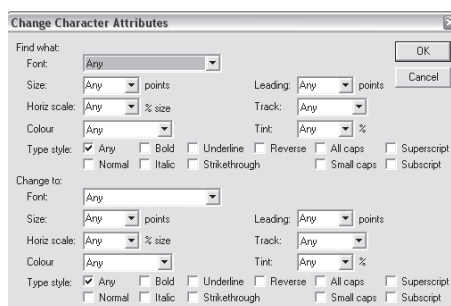 Change Character Attributes
Find what:
OK
Font: Any
Cancel
Size: Any points Leading: Any points
Horiz scale: Any % size Track: Any
Colour Any Tint: Any %
Type style: Any Bold Underline Reverse All caps Superscript
Normal Italic Strikethrough Small caps Subscript
Change to:
Font: Any
Size: Any points Leading: Any points
Horiz scale: Any % size Track: Any
Colour Any Tint: Any %
Type style: Any Bold Underline Reverse All caps Superscript
Normal Italic Strikethrough Small caps Subscript